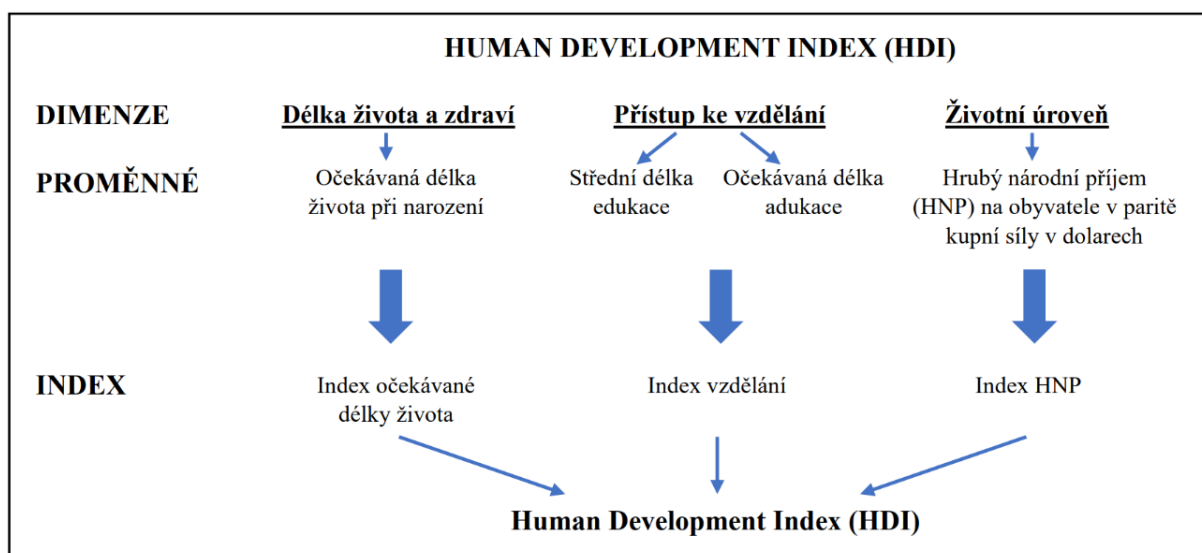 HUMAN DEVELOPMENT INDEX (HDI)
DIMENZE
Délka života a zdraví
Přístup ke vzdělání
Životní úroveň
PROMĚNNÉ
Očekávaná délka
života při narození
Střední délka
edukace
Očekávaná délka
adukace
Hrubý národní příjem
(HNP) na obyvatele v paritě
kupní síly v dolarech
INDEX
Index očekávané
délky života
Index vzdělání
Index HNP
Human Development Index (HDI)